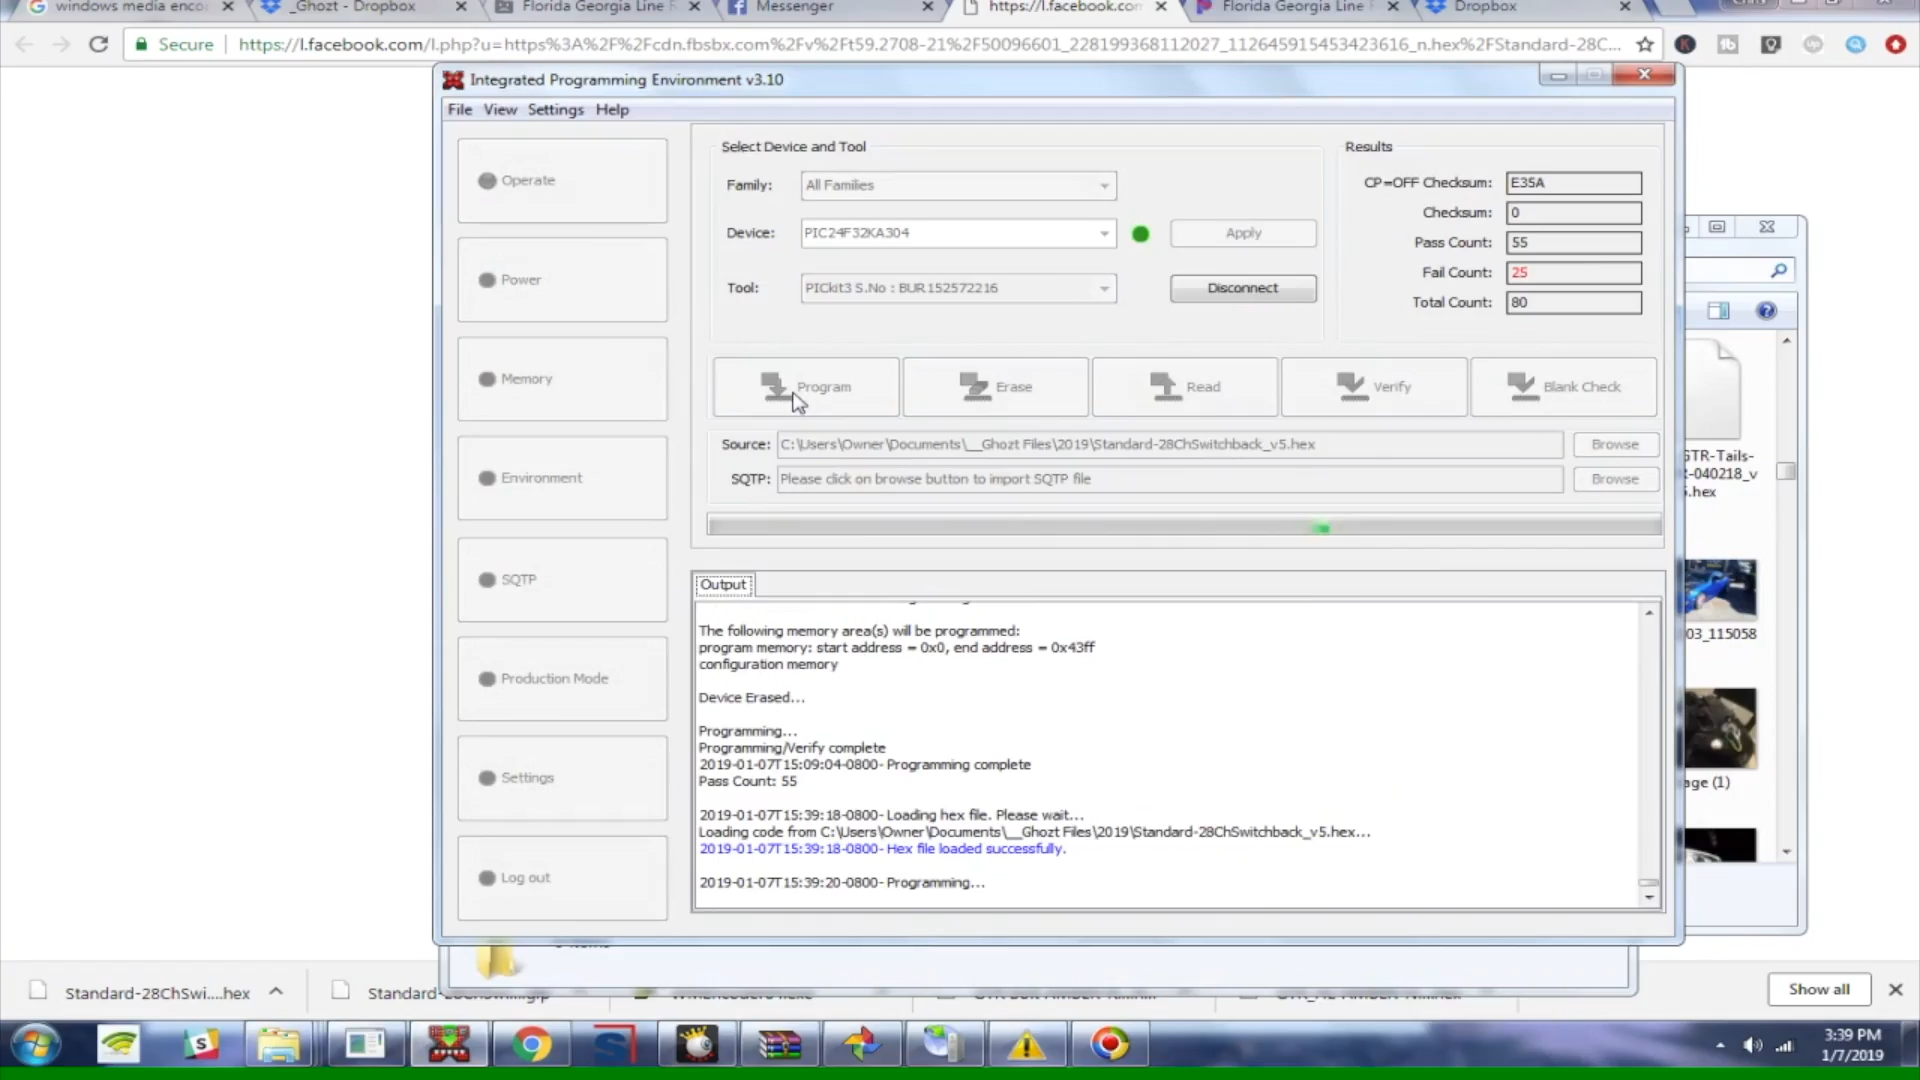 windows media enco
_Ghozt - Dropbox
Florida Georgia Line F
Messenger
https://l.facebook.com
Florida Georgia Line
Dropbox
Secure
https://l.facebook.com/l.php?u=https%3A%2F%2Fcdn.fbsbx.com%2Fv%2Ft59.2708-21%2F50096601_228199368112027_112645915453423616_n.hex%2FStandard-28C...
Integrated Programming Environment v3.10
File View Settings Help
Operate
Power
Memory
Environment
SQTP
Production Mode
Settings
Log out
Select Device and Tool
Family: All Families
Device: PIC24F32KA304
Apply
Tool: PICkit3 S.No : BUR152572216
Disconnect
Results
CP=OFF Checksum: E35A
Checksum: 0
Pass Count: 55
Fail Count: 25
Total Count: 80
Program
Erase
Read
Verify
Blank Check
Source: C:\Users\Owner\Documents\__Ghozt Files\2019\Standard-28ChSwitchback_v5.hex
Browse
SQTP: Please click on browse button to import SQTP file
Browse
Output
The following memory area(s) will be programmed:
program memory: start address = 0x0, end address = 0x43ff
configuration memory
Device Erased...
Programming...
Programming/Verify complete
2019-01-07T15:09:04-0800- Programming complete
Pass Count: 55
2019-01-07T15:39:18-0800- Loading hex file. Please wait...
Loading code from C:\Users\Owner\Documents\__Ghozt Files\2019\Standard-28ChSwitchback_v5.hex...
2019-01-07T15:39:18-0800- Hex file loaded successfully.
2019-01-07T15:39:20-0800- Programming...
GTR-Tails-
R-040218_v
5.hex
03_115058
age (1)
Standard-28ChSwi....hex
Show all
3:39 PM
1/7/2019